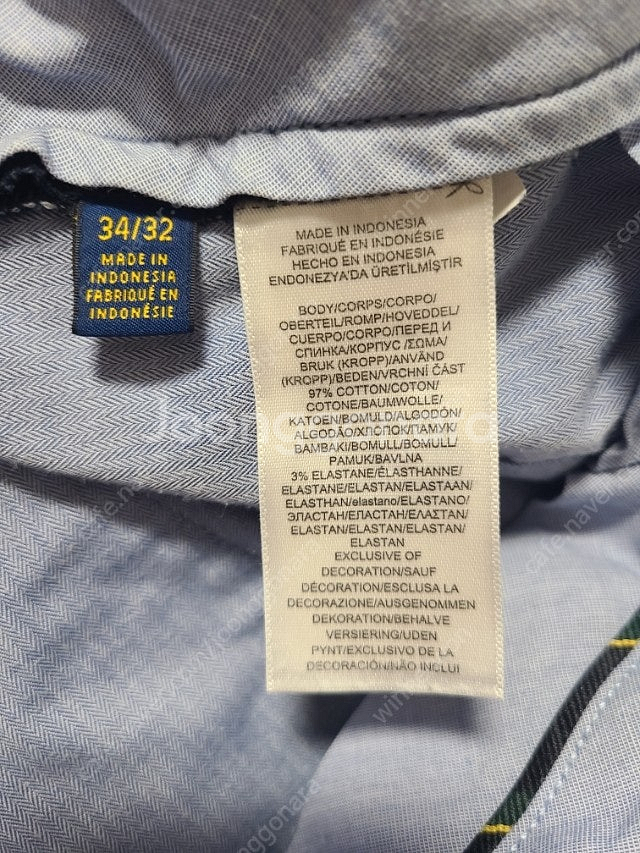 34/32
MADE IN
INDONESIA
FABRIQUÉ EN
INDONÉSIE
MADE IN INDONESIA
FABRIQUÉ EN INDONÉSIE
HECHO EN INDONESIA
ENDONEZYA'DA ÜRETİLMİŞTİR
BODY/CORPS/CORPO/
OBERTEIL/ROMP/HOVEDDEL/
CUERPO/CORPO/ПЕРЕД И
СПИНКА/КОРПУС /ΣΩΜΑ/
BRUK (KROPP)/ANVÄND
(KROPP)/BEDEN/VRCHNÍ ČÁST
97% COTTON/COTON/
COTONE/BAUMWOLLE/
KATOEN/BOMULD/ALGODÓN/
ALGODÃO/ХЛОПОК/ПАМУК/
BAMBAKI/BOMULL/BOMULL/
PAMUK/BAVLNA
3% ELASTANE/ÉLASTHANNE/
ELASTANE/ELASTAN/ELASTAAN/
ELASTHAN/elastano/ELASTANO/
ЭЛАСТАН/ЕЛАСТАН/ΕΛΑΣΤΑΝ/
ELASTAN/ELASTAN/ELASTAN/
ELASTAN
EXCLUSIVE OF
DECORATION/SAUF
DÉCORATION/ESCLUSA LA
DECORAZIONE/AUSGENOMMEN
DEKORATION/BEHALVE
VERSIERING/UDEN
PYNT/EXCLUSIVO DE LA
DECORACIÓN/NÃO INCLUI